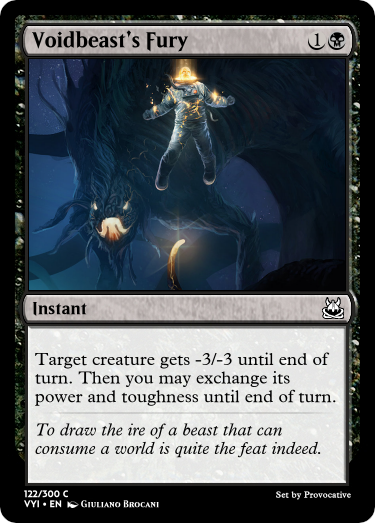 Voidbeast's Fury 1
Instant
Target creature gets -3/-3 until end of
turn. Then you may exchange its
power and toughness until end of turn.
To draw the ire of a beast that can
consume a world is quite the feat indeed.
122/300 C
VYI • EN Giuliano Brocani
Set by Provocative